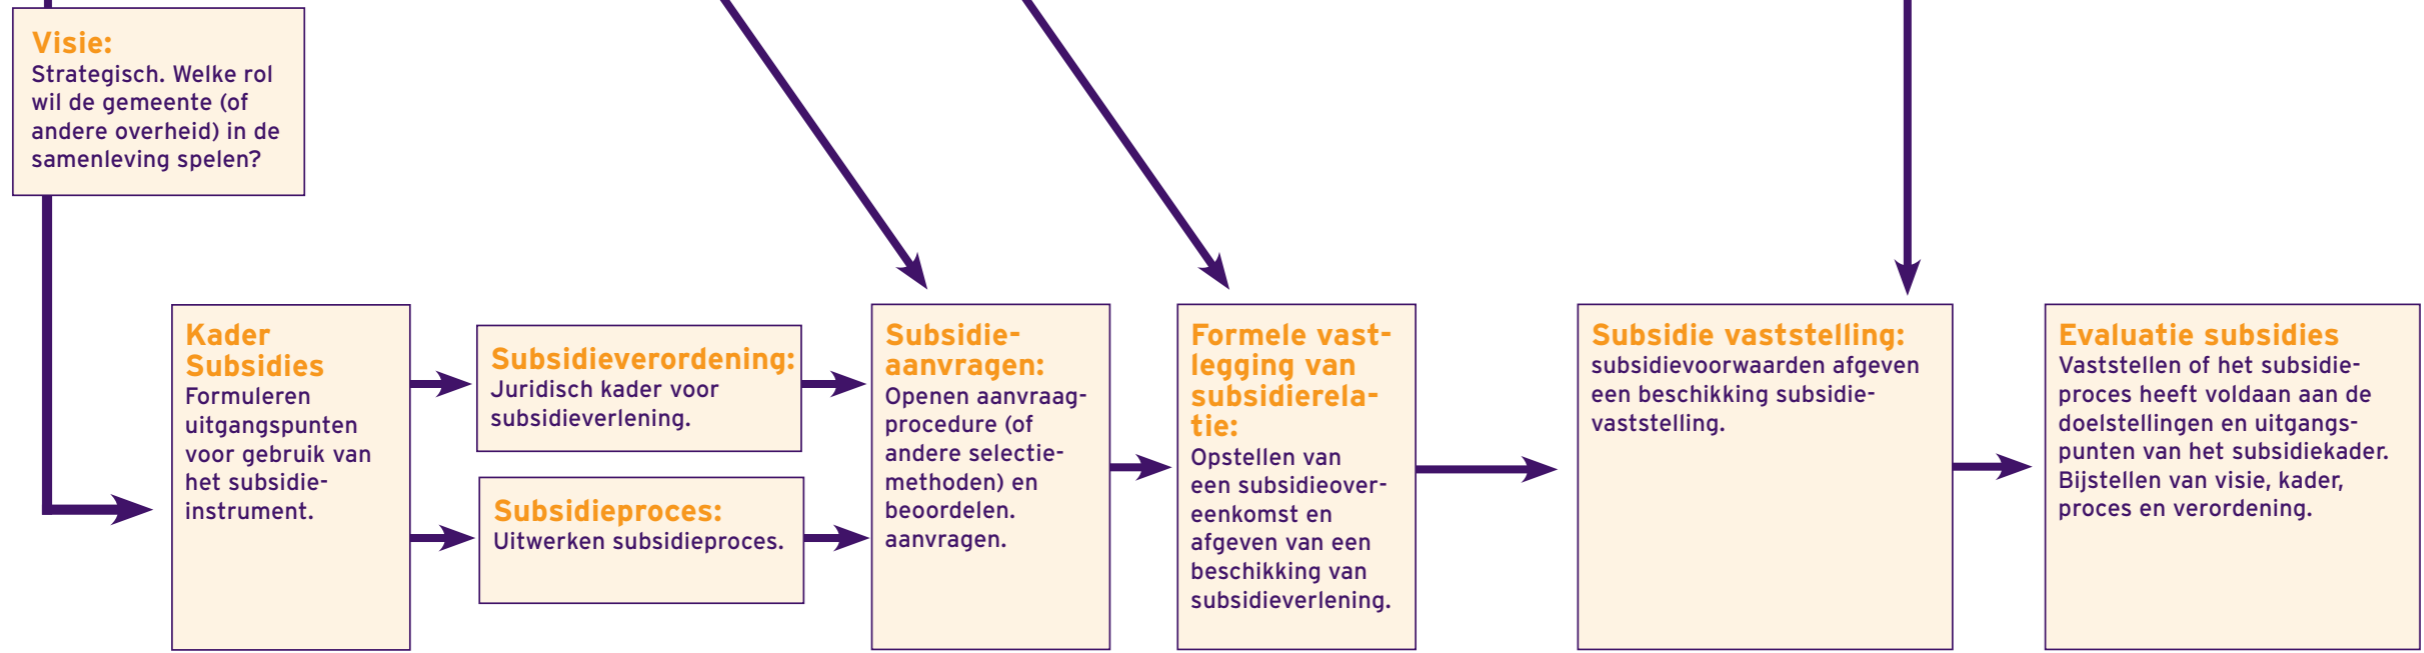 Visie:
Strategisch. Welke rol
wil de gemeente (of
andere overheid) in de
samenleving spelen?
Kader
Subsidies
Formuleren
uitgangspunten
voor gebruik van
het subsidie-
instrument.
Subsidieverordening:
Juridisch kader voor
subsidieverlening.
Subsidieproces:
Uitwerken subsidieproces.
Subsidie-
aanvragen:
Openen aanvraag-
procedure (of
andere selectie-
methoden) en
beoordelen.
aanvragen.
Formele vast-
legging van
subsidierela-
tie:
Opstellen van
een subsidieover-
eenkomst en
afgeven van een
beschikking van
subsidieverlening.
Subsidie vaststelling:
subsidievoorwaarden afgeven
een beschikking subsidie-
vaststelling.
Evaluatie subsidies
Vaststellen of het subsidie-
proces heeft voldaan aan de
doelstellingen en uitgangs-
punten van het subsidiekader.
Bijstellen van visie, kader,
proces en verordening.